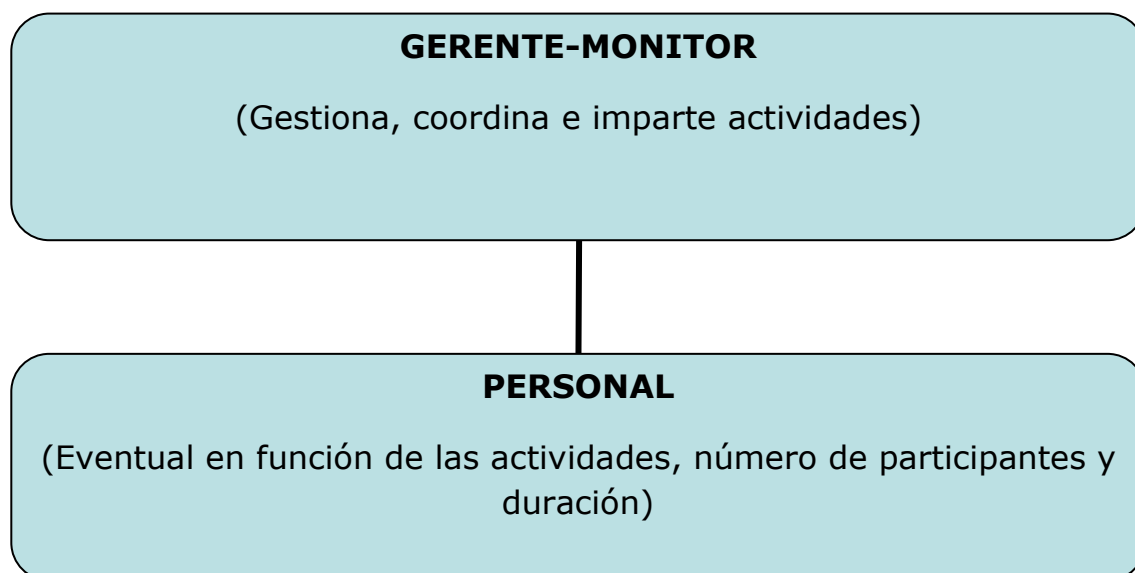 GERENTE-MONITOR
(Gestiona, coordina e imparte actividades)
PERSONAL
(Eventual en función de las actividades, número de participantes y
duración)